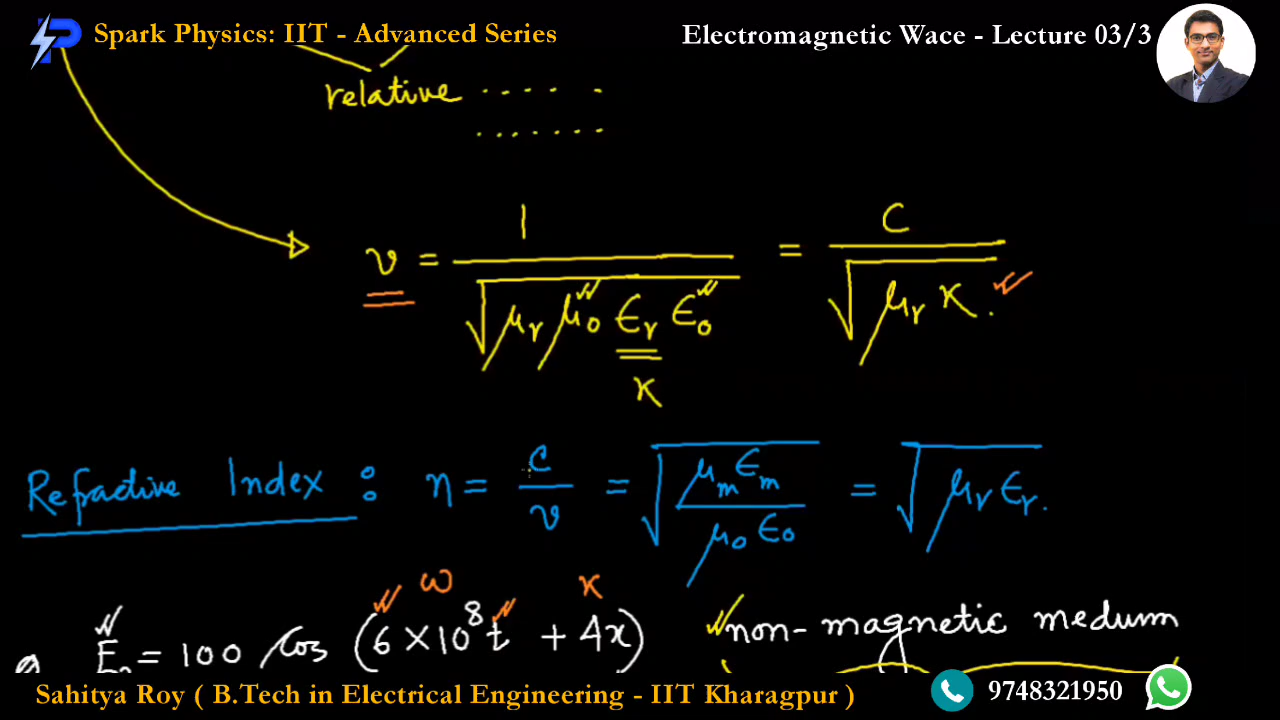 Spark Physics: IIT - Advanced Series
Electromagnetic Wace - Lecture 03/3
relative ..... .
.......
v = 1 / √(μr μ0 ϵr ϵ0) = C / √(μr K).
K
Refractive Index : η = c/v = √(μm ϵm / μ0 ϵ0) = √(μr ϵr).
ω K
= 100 Cos (6 × 10⁸t + 4x) non-magnetic medum
Sahitya Roy ( B.Tech in Electrical Engineering - IIT Kharagpur )
9748321950